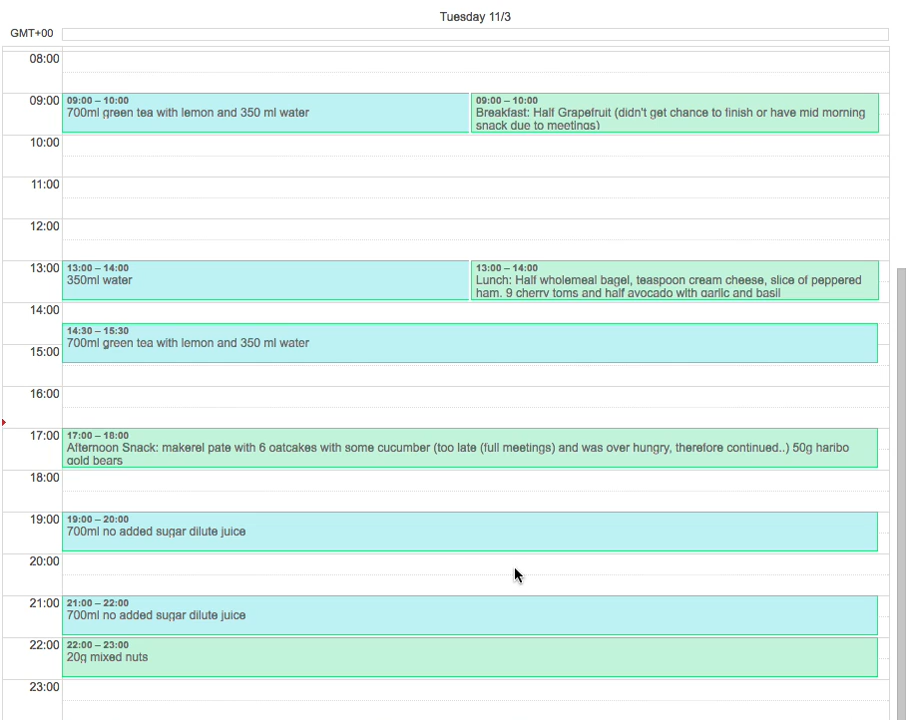 Tuesday 11/3
GMT+00
08:00
09:00
09:00 – 10:00
700ml green tea with lemon and 350 ml water
09:00 – 10:00
Breakfast: Half Grapefruit (didn't get chance to finish or have mid morning
snack due to meetings)
10:00
11:00
12:00
13:00
13:00 – 14:00
350ml water
13:00 – 14:00
Lunch: Half wholemeal bagel, teaspoon cream cheese, slice of peppered
ham. 9 cherry toms and half avocado with garlic and basil
14:00
14:30 – 15:30
700ml green tea with lemon and 350 ml water
15:00
16:00
17:00
17:00 – 18:00
Afternoon Snack: makerel pate with 6 oatcakes with some cucumber (too late (full meetings) and was over hungry, therefore continued..) 50g haribo
gold bears
18:00
19:00
19:00 – 20:00
700ml no added sugar dilute juice
20:00
21:00
21:00 – 22:00
700ml no added sugar dilute juice
22:00
22:00 – 23:00
20g mixed nuts
23:00